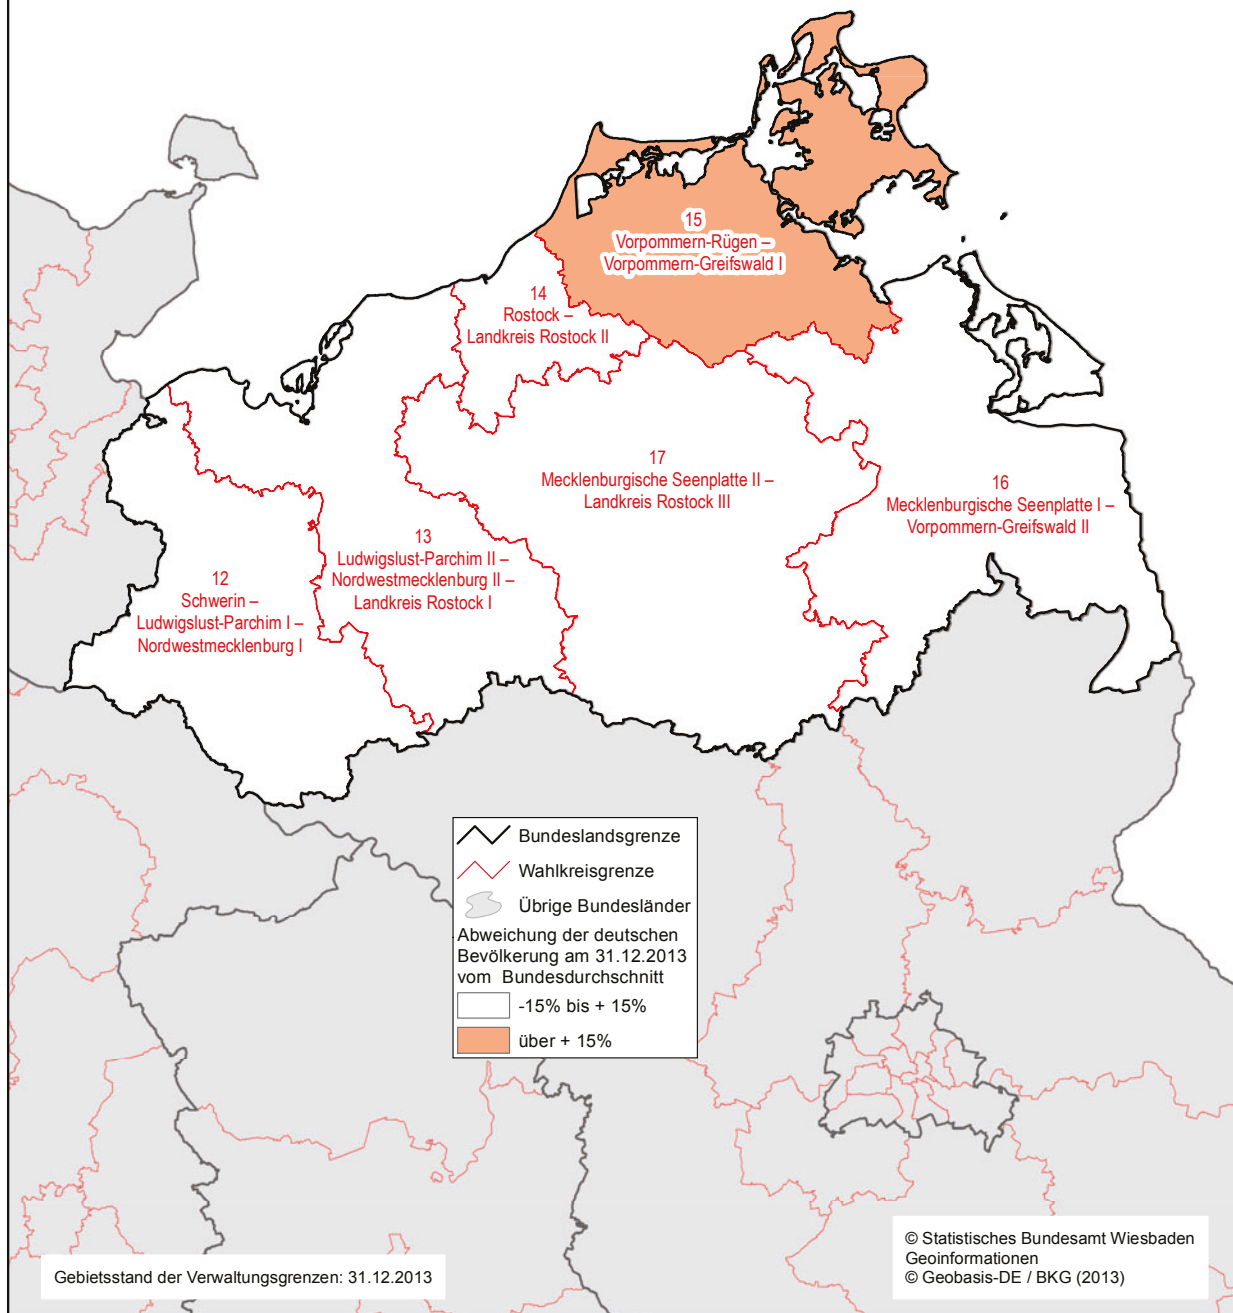 15
Vorpommern-Rügen –
Vorpommern-Greifswald I
14
Rostock –
Landkreis Rostock II
17
Mecklenburgische Seenplatte II –
Landkreis Rostock III
16
Mecklenburgische Seenplatte I –
Vorpommern-Greifswald II
13
Ludwigslust-Parchim II –
Nordwestmecklenburg II –
Landkreis Rostock I
12
Schwerin –
Ludwigslust-Parchim I –
Nordwestmecklenburg I
Bundeslandsgrenze
Wahlkreisgrenze
Übrige Bundesländer
Abweichung der deutschen
Bevölkerung am 31.12.2013
vom Bundesdurchschnitt
-15% bis + 15%
über + 15%
Gebietsstand der Verwaltungsgrenzen: 31.12.2013
© Statistisches Bundesamt Wiesbaden
Geoinformationen
© Geobasis-DE / BKG (2013)